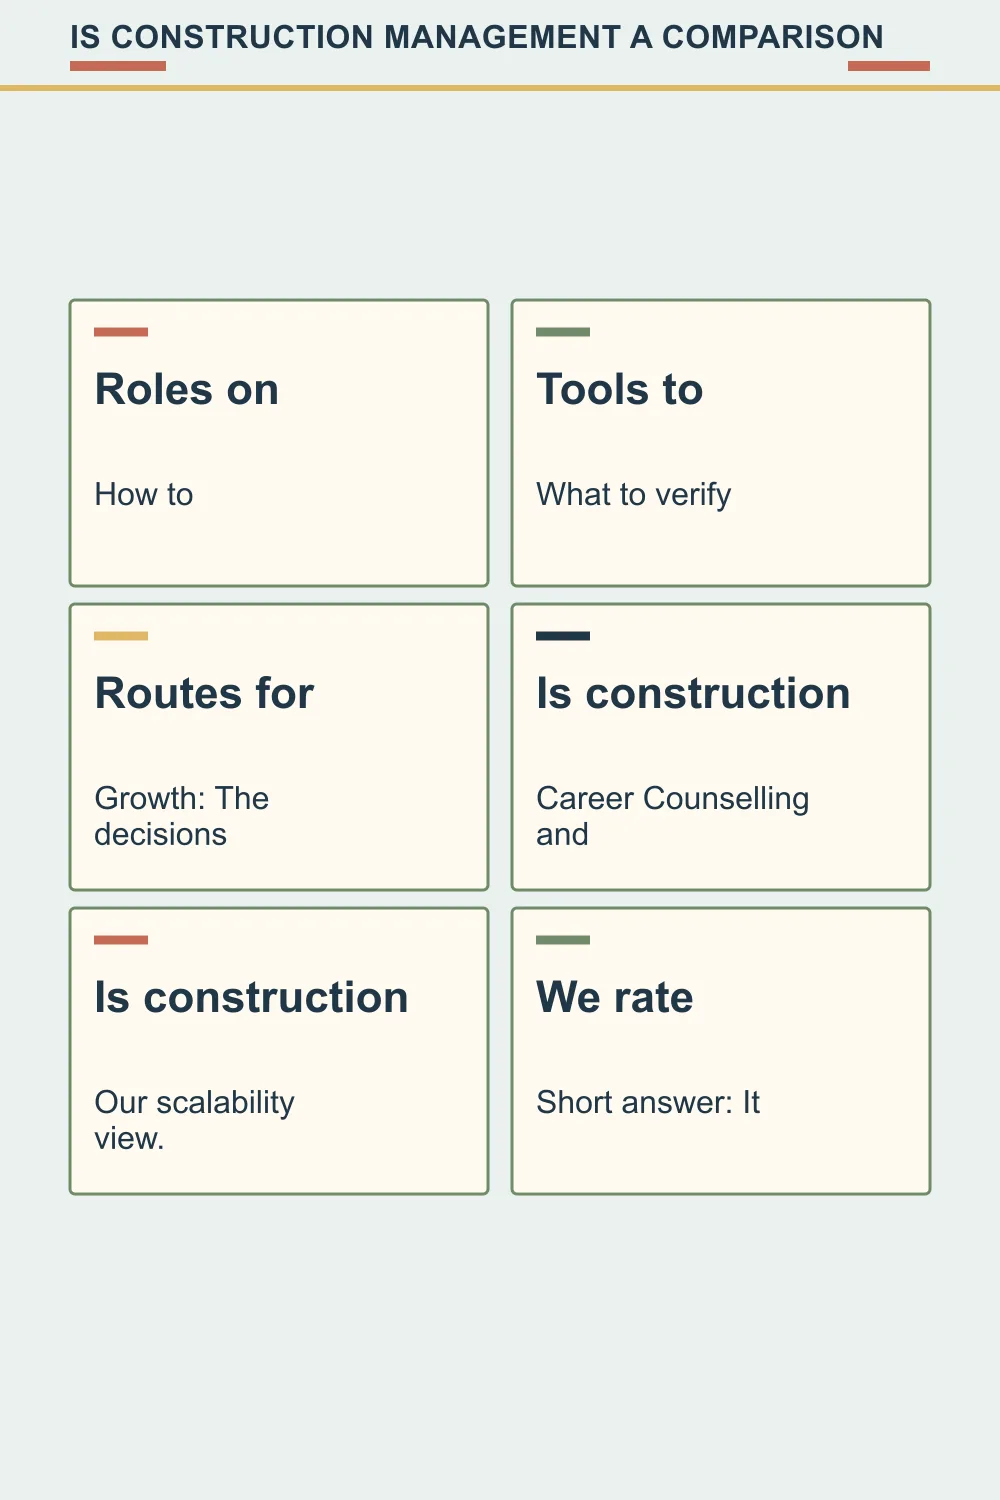 IS CONSTRUCTION MANAGEMENT A COMPARISON
Roles on
How to
Tools to
What to verify
Routes for
Growth: The
decisions
Is construction
Career Counselling
and
Is construction
Our scalability
view.
We rate
Short answer: It